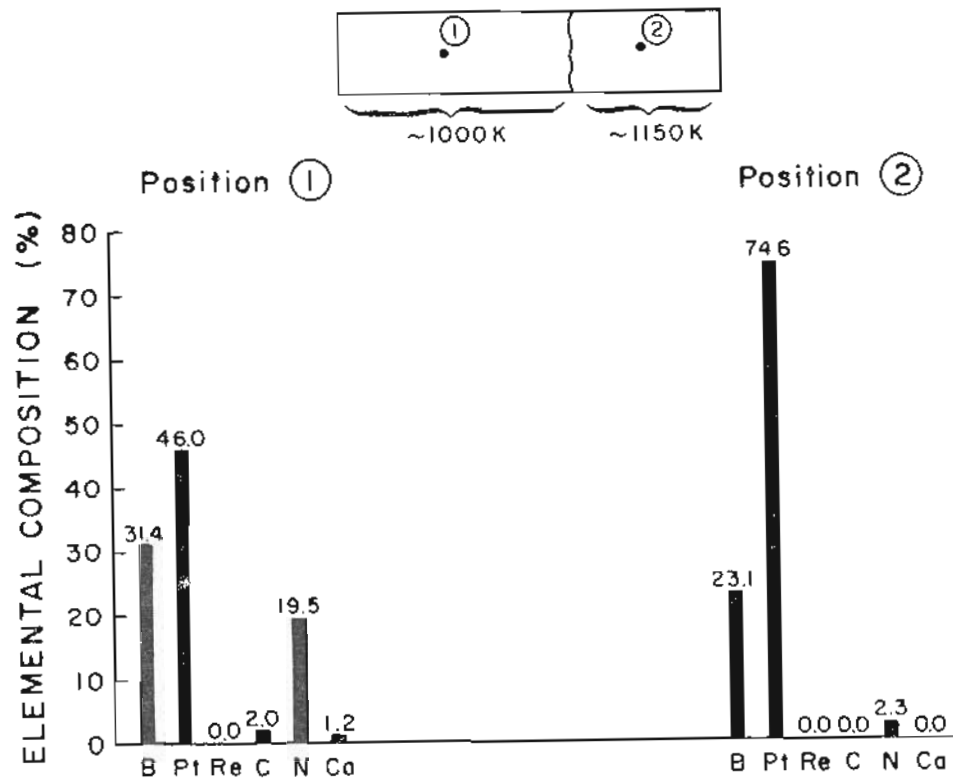 ① ②
~1000K ~1150K
Position ① Position ②
ELEMENTAL COMPOSITION (%)
80
70
60
50
40
30
20
10
0
31.4 46.0 0.0 2.0 19.5 1.2
B Pt Re C N Ca
23.1 74.6 0.0 0.0 2.3 0.0
B Pt Re C N Ca